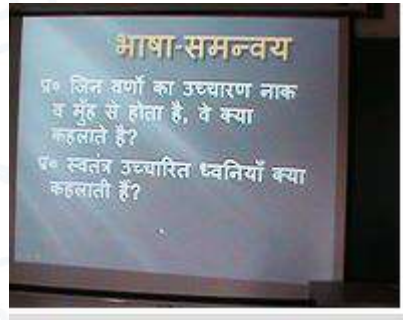 भाषा-समन्वय
प्र० जिन वर्णो का उच्चारण नाक
व मुँह से होता है, वे क्या
कहलाते है?
प्र० स्वतंत्र उच्चारित ध्वनियाँ क्या
कहलाती हैं?